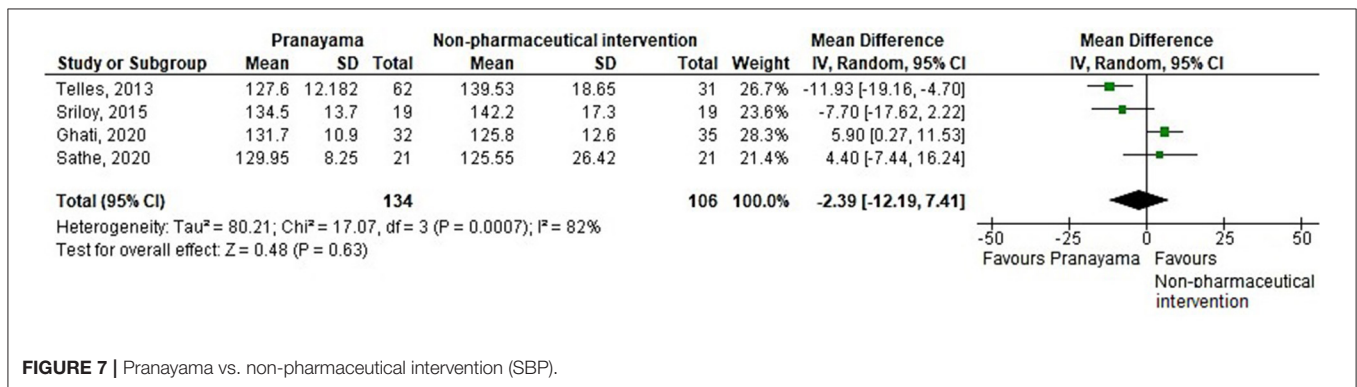 Pranayama Non-pharmaceutical intervention Mean Difference Mean Difference
Study or Subgroup Mean SD Total Mean SD Total Weight IV, Random, 95% CI IV, Random, 95% CI
Telles, 2013 127.6 12.182 62 139.53 18.65 31 26.7% -11.93 [-19.16, -4.70]
Sriloy, 2015 134.5 13.7 19 142.2 17.3 19 23.6% -7.70 [-17.62, 2.22]
Ghati, 2020 131.7 10.9 32 125.8 12.6 35 28.3% 5.90 [0.27, 11.53]
Sathe, 2020 129.95 8.25 21 125.55 26.42 21 21.4% 4.40 [-7.44, 16.24]
Total (95% CI) 134 106 100.0% -2.39 [-12.19, 7.41]
Heterogeneity: Tau² = 80.21; Chi² = 17.07, df = 3 (P = 0.0007); I² = 82%
Test for overall effect: Z = 0.48 (P = 0.63)
-50 -25 0 25 50
Favours Pranayama Favours
Non-pharmaceutical
intervention
FIGURE 7 | Pranayama vs. non-pharmaceutical intervention (SBP).